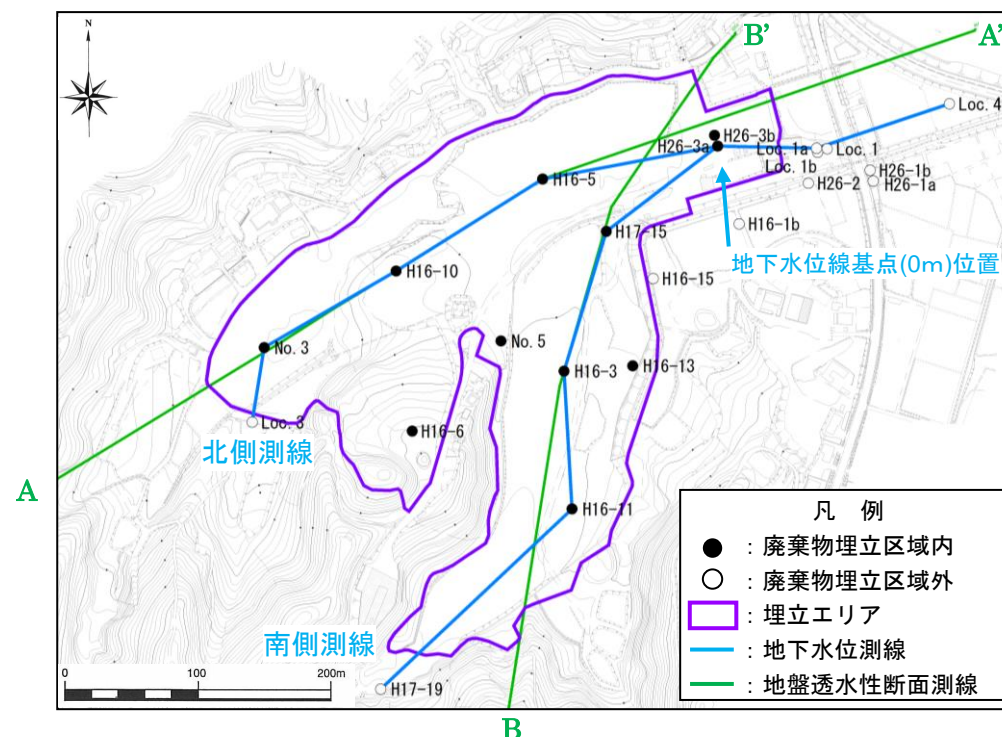 N
B'
A'
Loc. 4
H26-3b
H26-3a
Loc. 1a
Loc. 1
Loc. 1b
H26-1b
H26-1a
H26-2
H16-5
H16-1b
H17-15
地下水位線基点(0m)位置
H16-10
H16-15
No. 3
No. 5
H16-3
H16-13
Loc. 3
H16-6
北側測線
A
H16-11
南側測線
H17-19
0 100 200m
B
凡 例
：廃棄物埋立区域内
：廃棄物埋立区域外
：埋立エリア
：地下水位測線
：地盤透水性断面測線